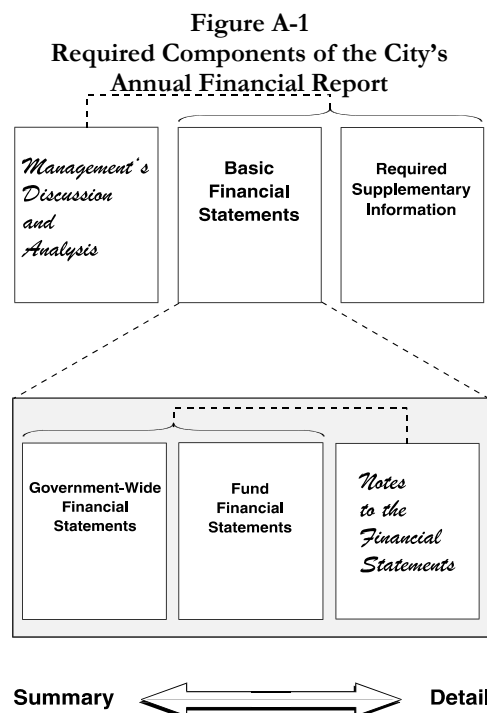 Figure A-1
Required Components of the City's
Annual Financial Report
Management's
Discussion
and
Analysis
Basic
Financial
Statements
Required
Supplementary
Information
Government-Wide
Financial
Statements
Fund
Financial
Statements
Notes
to the
Financial
Statements
Summary
Detail